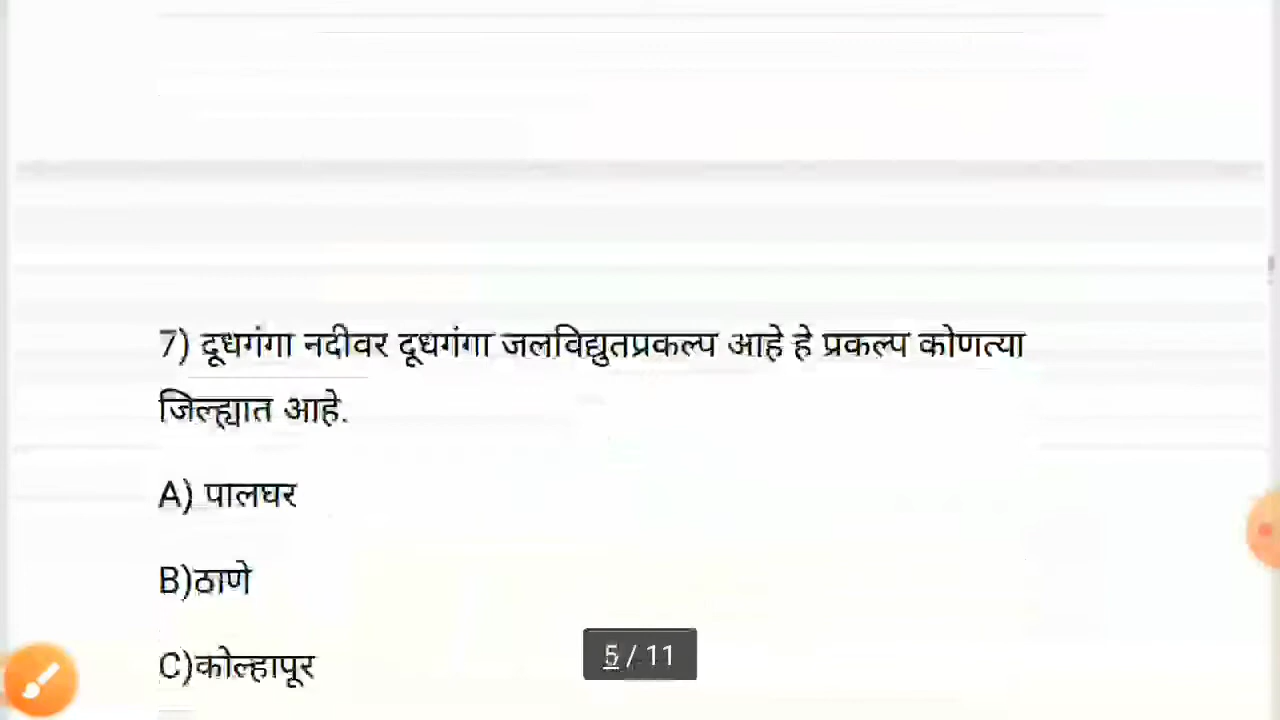 7) दूधगंगा नदीवर दूधगंगा जलविद्युतप्रकल्प आहे हे प्रकल्प कोणत्या
जिल्ह्यात आहे.
A) पालघर
B)ठाणे
C)कोल्हापूर
5 / 11